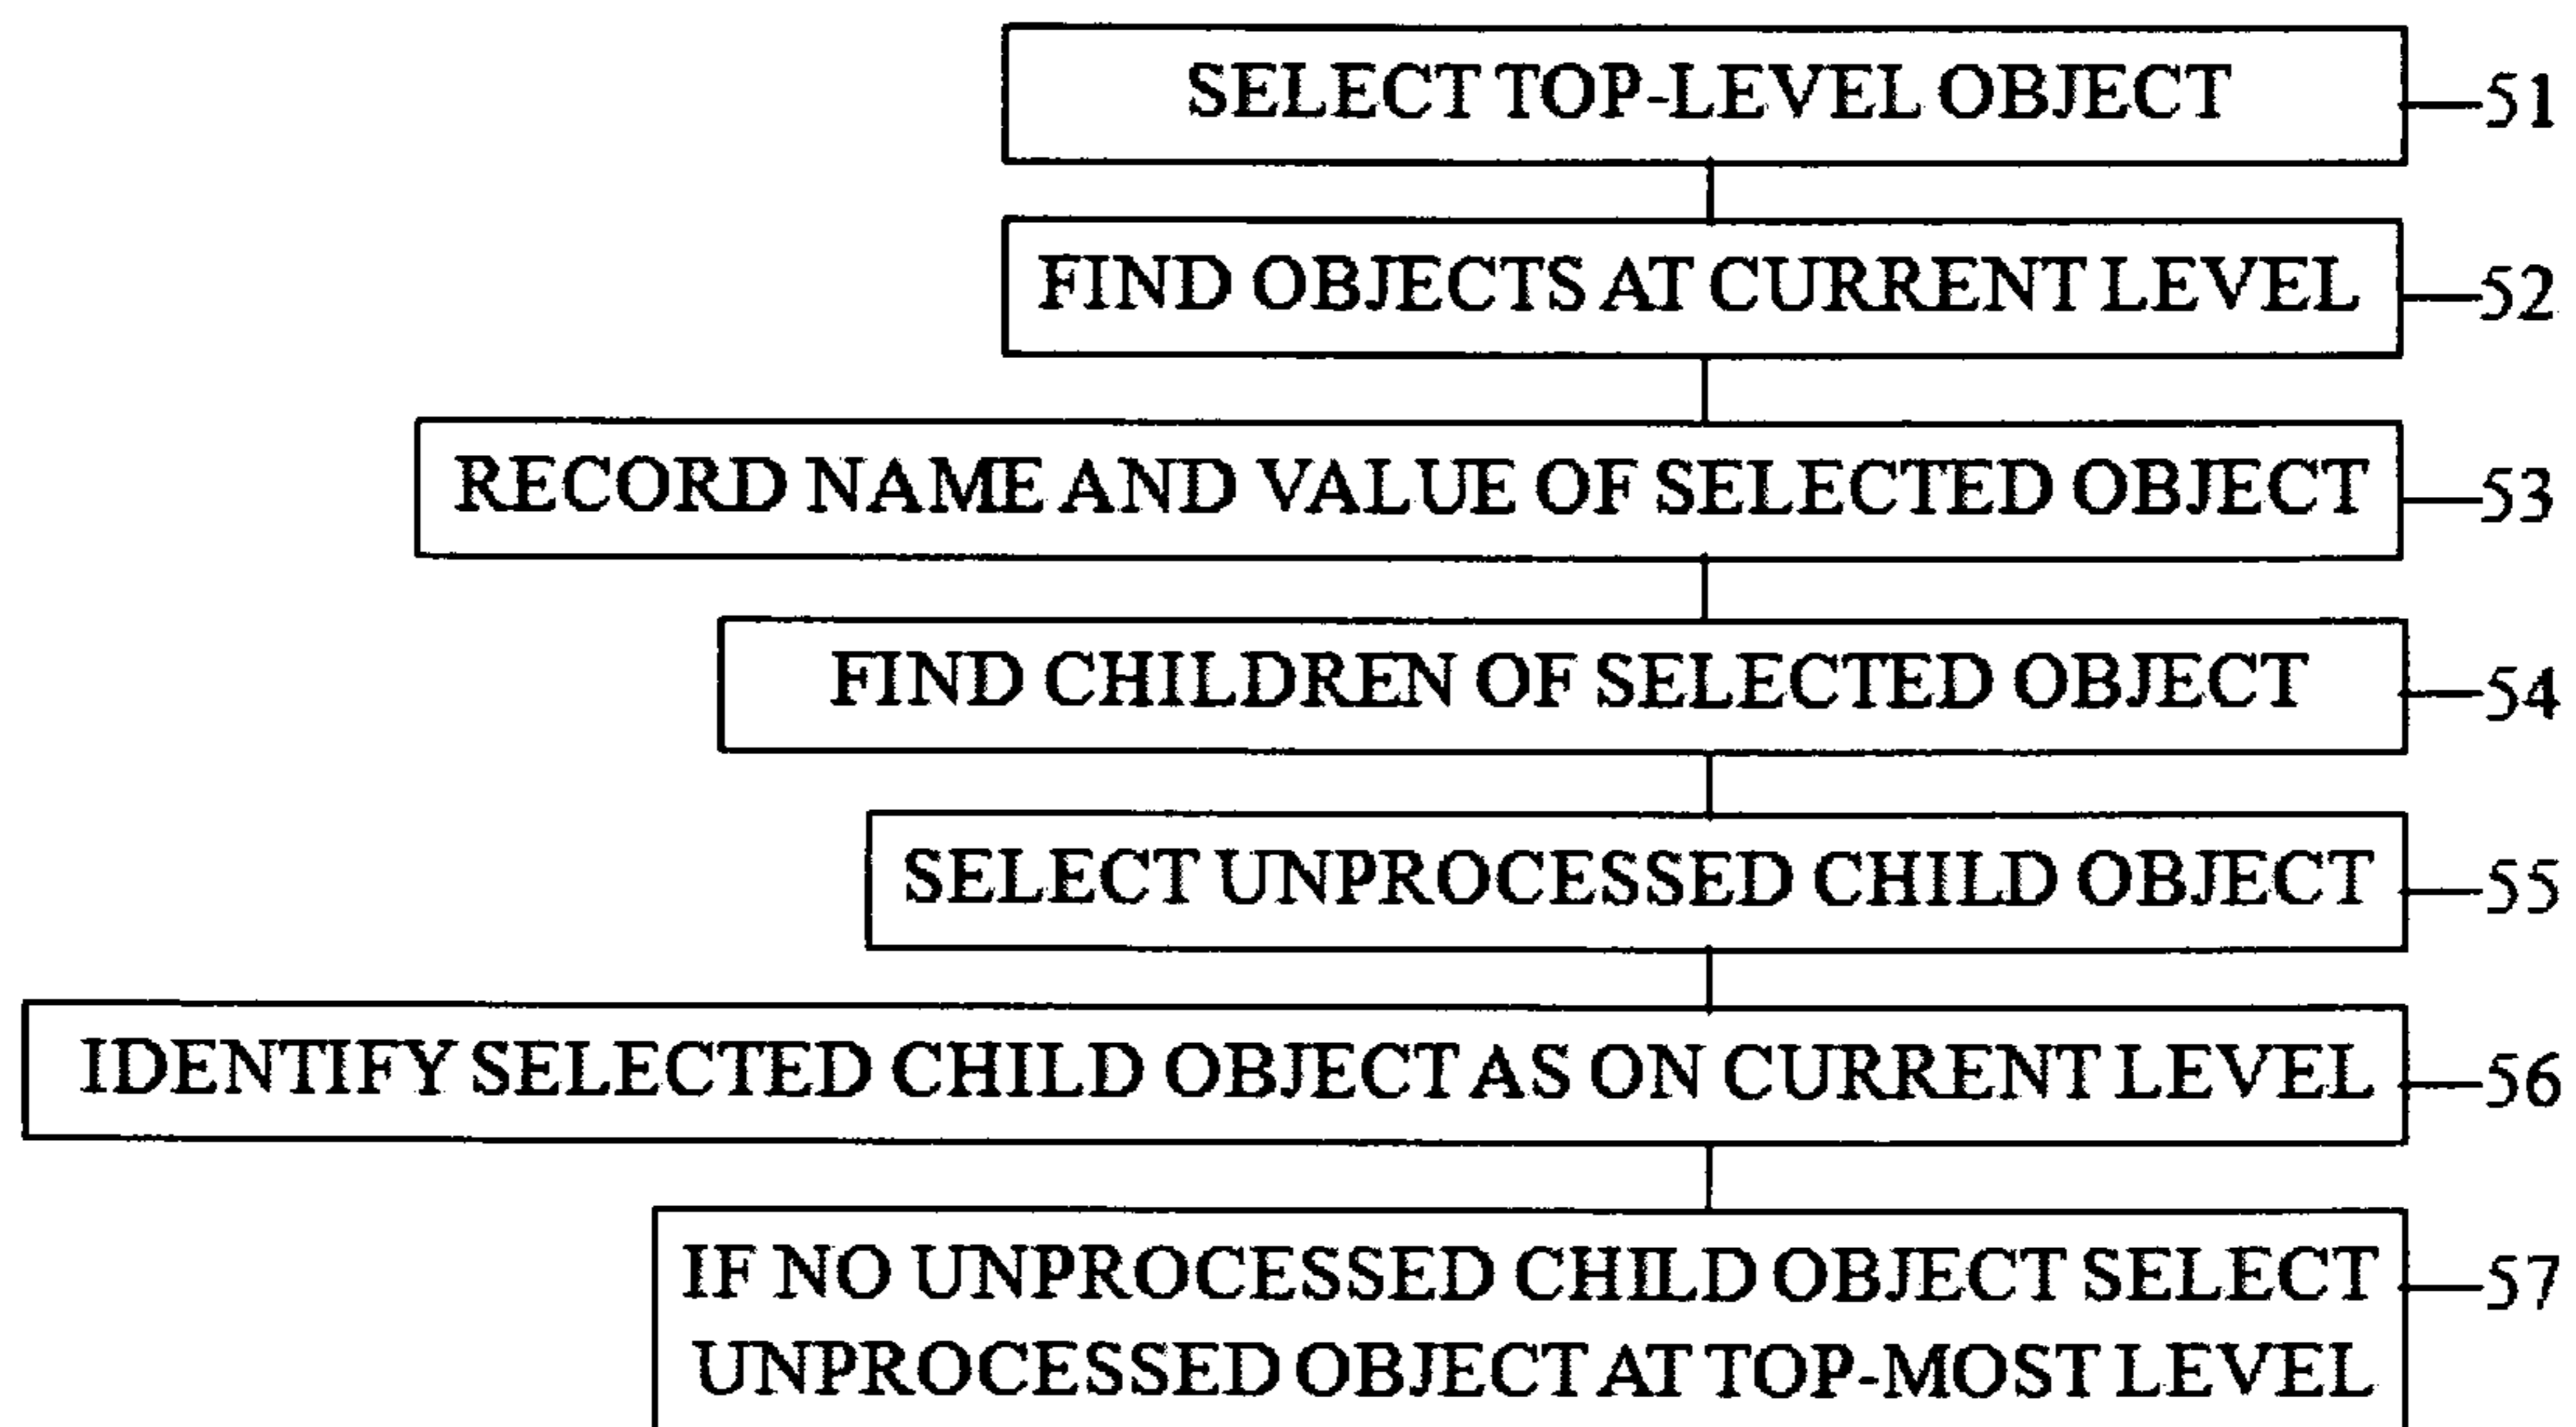 SELECT TOP-LEVEL OBJECT
51
FIND OBJECTS AT CURRENT LEVEL
52
RECORD NAME AND VALUE OF SELECTED OBJECT
53
FIND CHILDREN OF SELECTED OBJECT
54
SELECT UNPROCESSED CHILD OBJECT
55
IDENTIFY SELECTED CHILD OBJECT AS ON CURRENT LEVEL
56
IF NO UNPROCESSED CHILD OBJECT SELECT
57
UNPROCESSED OBJECT AT TOP-MOST LEVEL